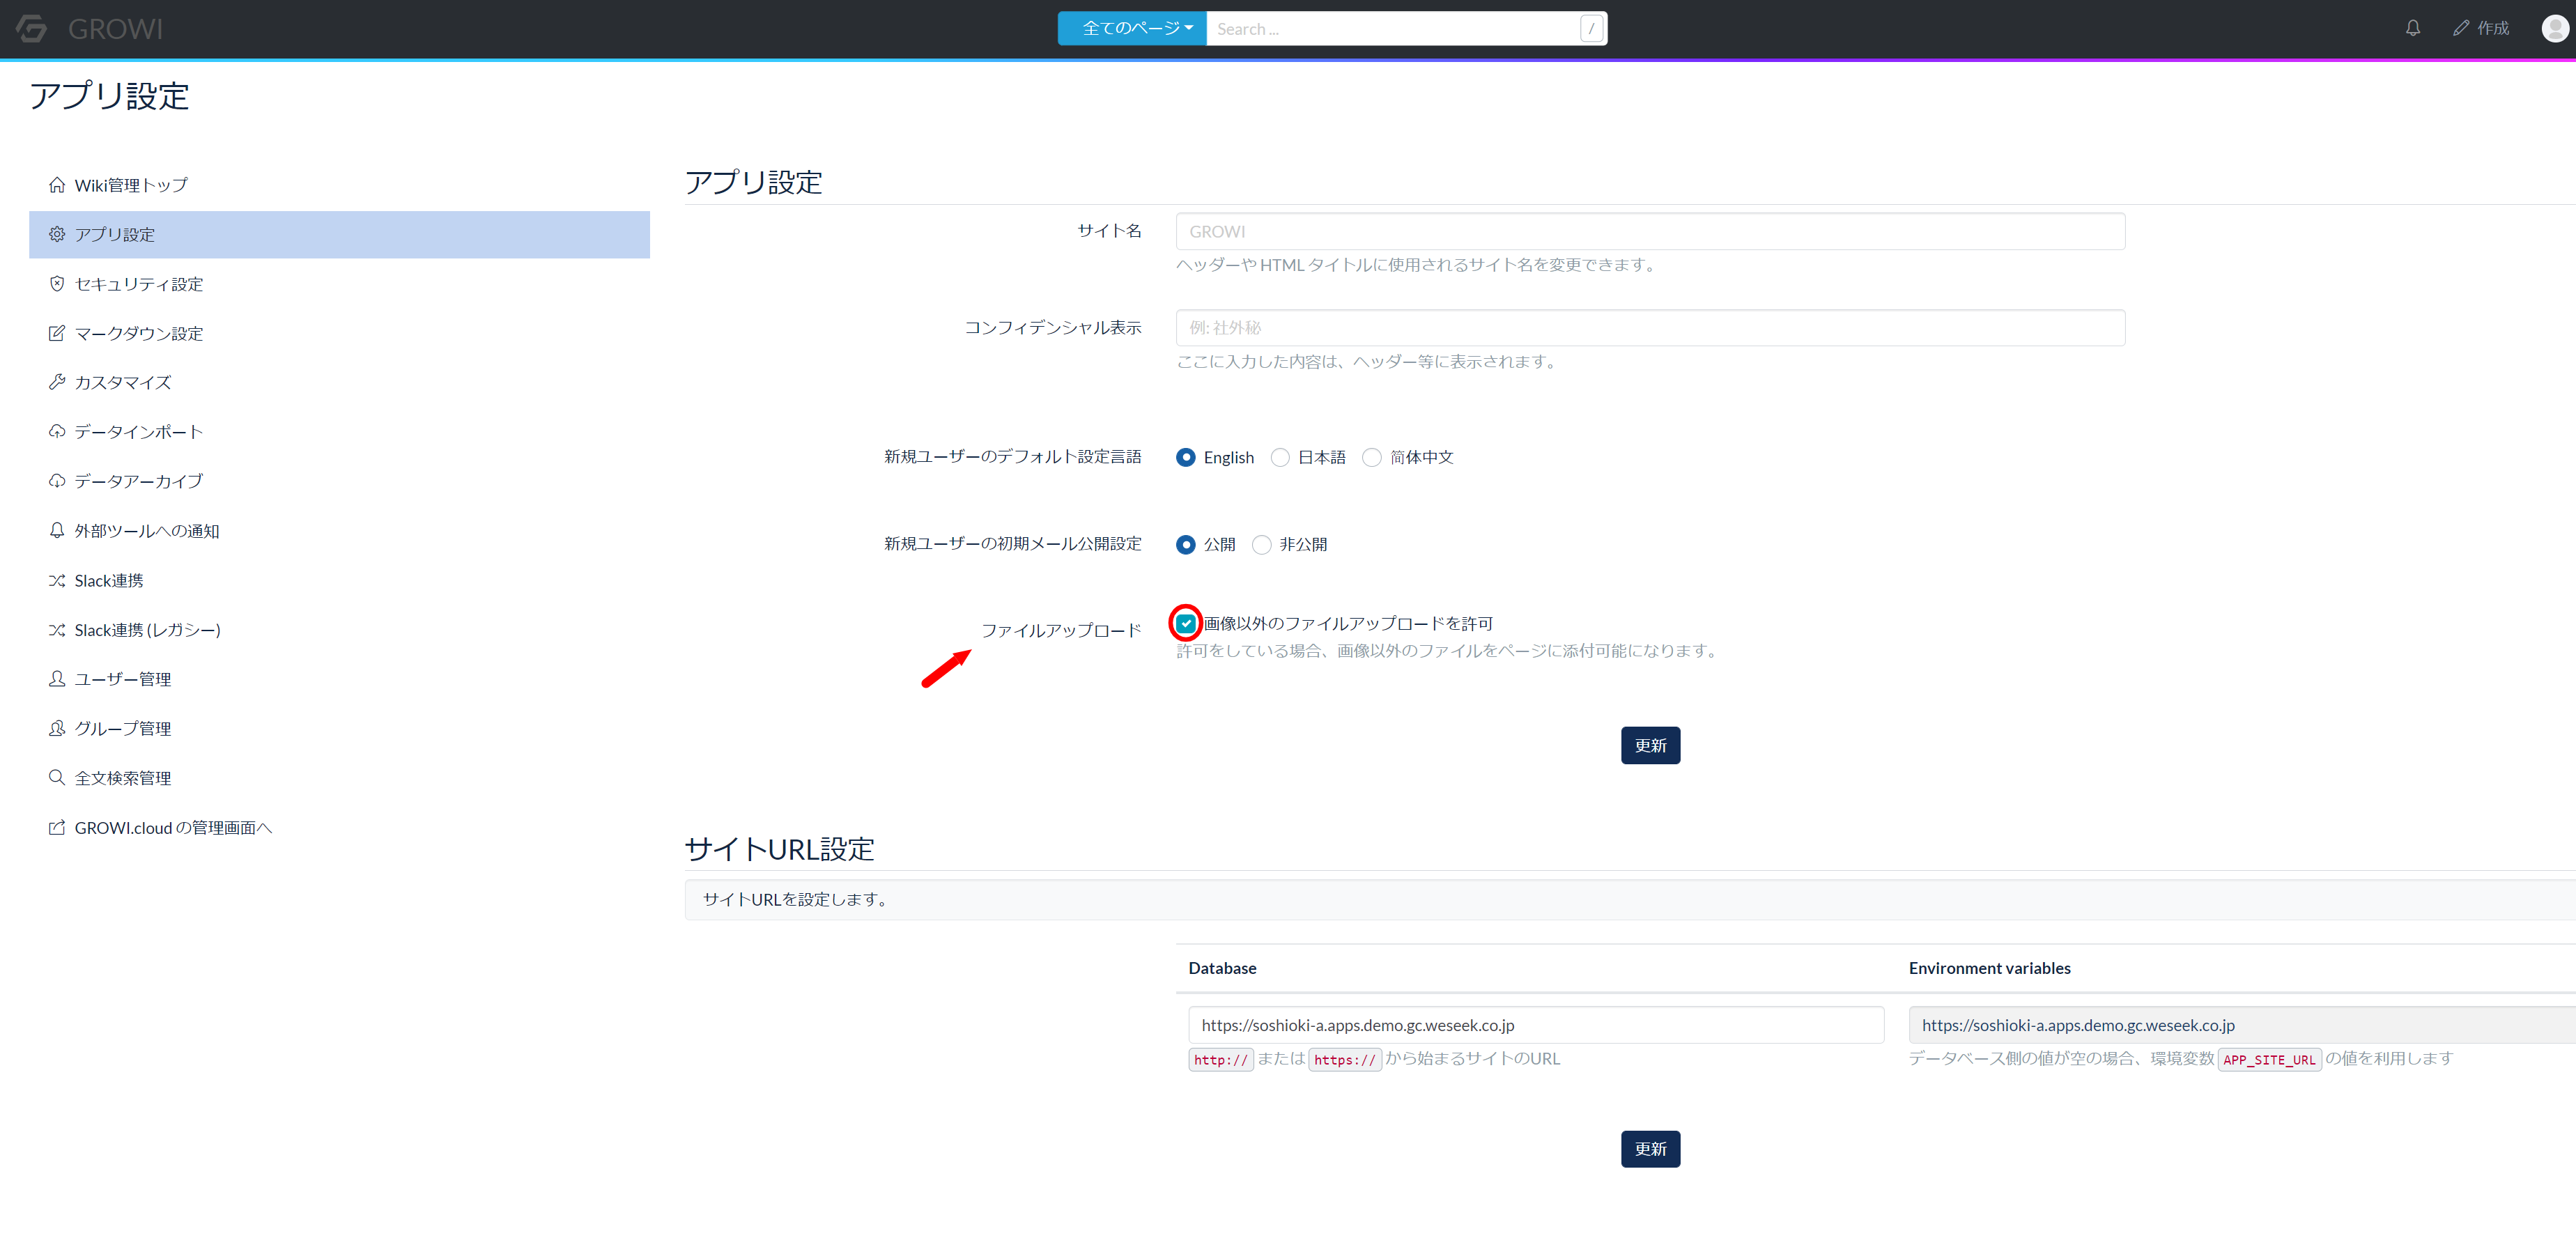 GROWI
全てのページ
Search ...
/
作成
アプリ設定
Wiki管理トップ
アプリ設定
セキュリティ設定
マークダウン設定
カスタマイズ
データインポート
データアーカイブ
外部ツールへの通知
Slack連携
Slack連携 (レガシー)
ユーザー管理
グループ管理
全文検索管理
GROWI.cloud の管理画面へ
アプリ設定
サイト名
GROWI
ヘッダーや HTML タイトルに使用されるサイト名を変更できます。
コンフィデンシャル表示
例: 社外秘
ここに入力した内容は、ヘッダー等に表示されます。
新規ユーザーのデフォルト設定言語
English 日本語 简体中文
新規ユーザーの初期メール公開設定
公開 非公開
ファイルアップロード
画像以外のファイルアップロードを許可
許可をしている場合、画像以外のファイルをページに添付可能になります。
更新
サイトURL設定
サイトURLを設定します。
Database Environment variables
https://soshioki-a.apps.demo.gc.weseek.co.jp https://soshioki-a.apps.demo.gc.weseek.co.jp
http:// または https:// から始まるサイトのURL
データベース側の値が空の場合、環境変数 APP_SITE_URL の値を利用します
更新